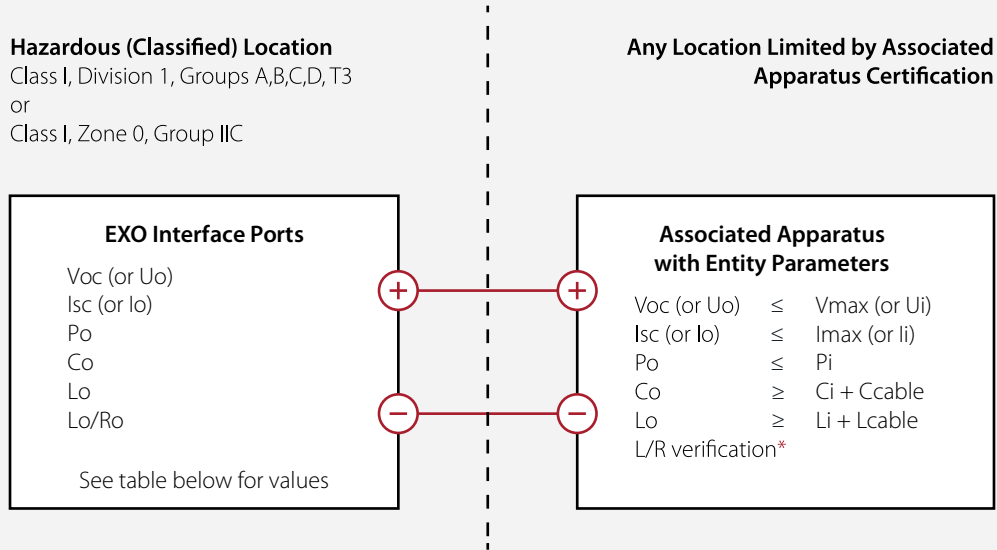 Hazardous (Classified) Location
Class I, Division 1, Groups A,B,C,D, T3
or
Class I, Zone 0, Group IIC
Any Location Limited by Associated
Apparatus Certification
EXO Interface Ports
Voc (or Uo)
Isc (or Io)
Po
Co
Lo
Lo/Ro
See table below for values
+
−
+
−
Associated Apparatus
with Entity Parameters
Voc (or Uo) ≤ Vmax (or Ui)
Isc (or Io) ≤ Imax (or Ii)
Po ≤ Pi
Co ≥ Ci + Ccable
Lo ≥ Li + Lcable
L/R verification*